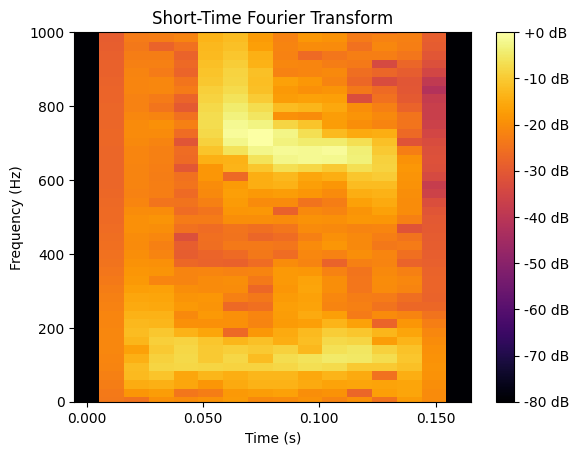 Short-Time Fourier Transform
1000
800
600
400
200
0
Frequency (Hz)
0.000
0.050
0.100
0.150
Time (s)
+0 dB
-10 dB
-20 dB
-30 dB
-40 dB
-50 dB
-60 dB
-70 dB
-80 dB